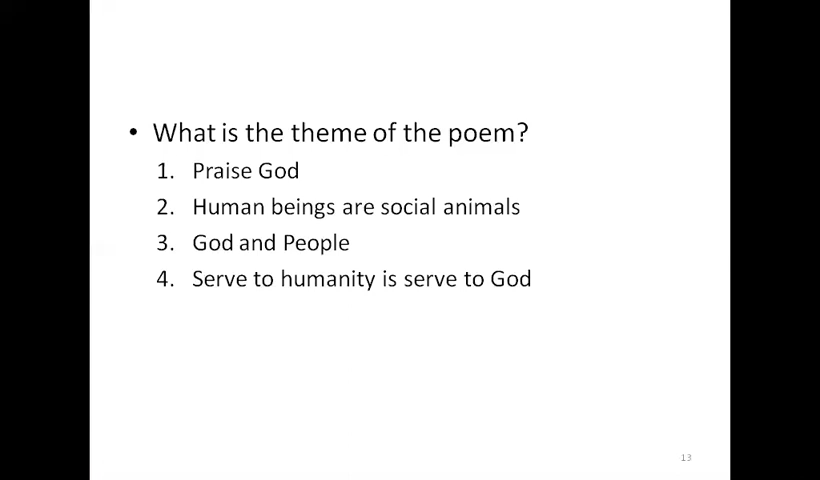 • What is the theme of the poem?
1. Praise God
2. Human beings are social animals
3. God and People
4. Serve to humanity is serve to God
13